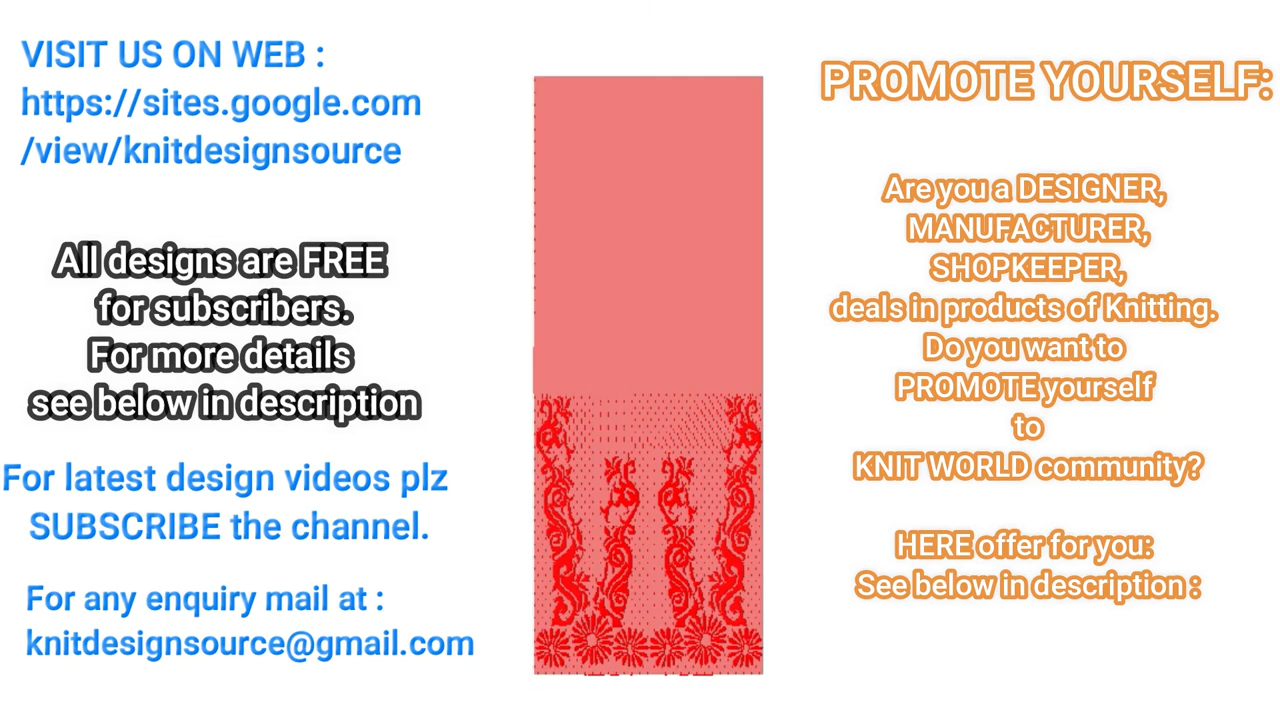 VISIT US ON WEB :
https://sites.google.com
/view/knitdesignsource
All designs are FREE
for subscribers.
For more details
see below in description
For latest design videos plz
SUBSCRIBE the channel.
For any enquiry mail at :
knitdesignsource@gmail.com
PROMOTE YOURSELF:
Are you a DESIGNER,
MANUFACTURER,
SHOPKEEPER,
deals in products of Knitting.
Do you want to
PROMOTE yourself
to
KNIT WORLD community?
HERE offer for you:
See below in description :